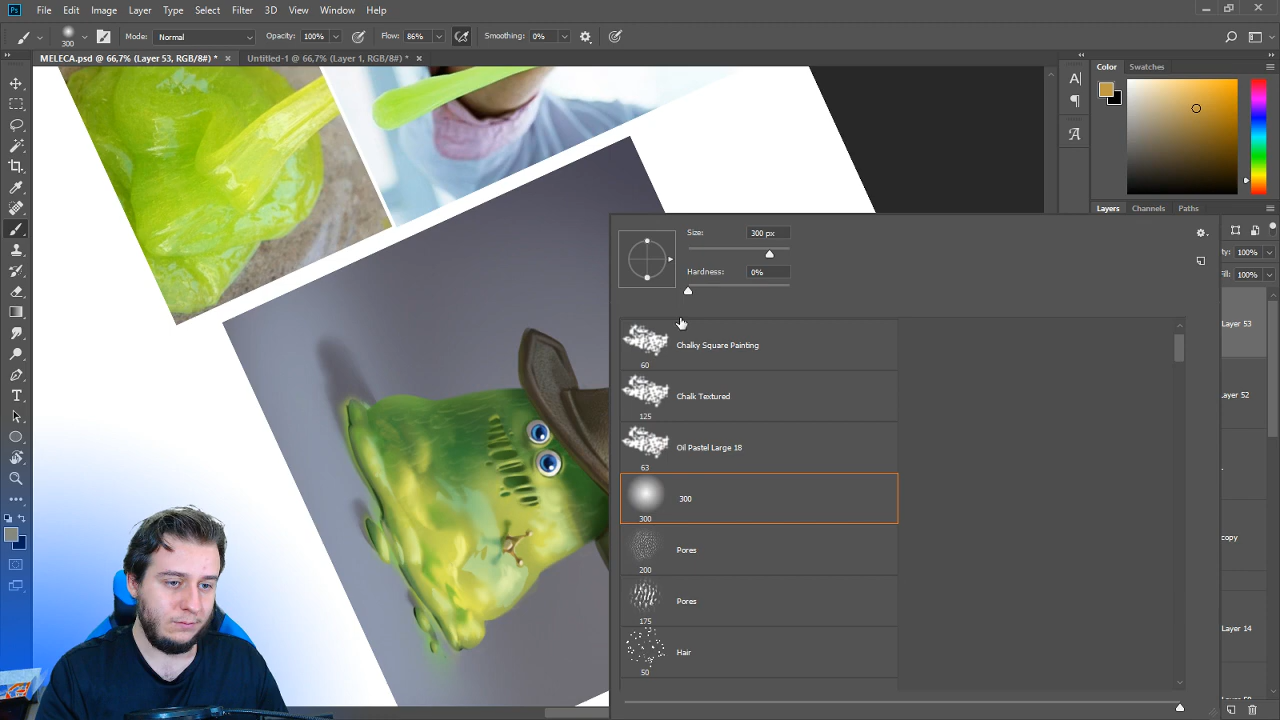 Ps File Edit Image Layer Type Select Filter 3D View Window Help
300 Mode: Normal Opacity: 100% Flow: 86% Smoothing: 0%
MELECA.psd @ 66,7% (Layer 53, RGB/8#) * × Untitled-1 @ 66,7% (Layer 1, RGB/8#) * ×
Color Swatches
Layers Channels Paths
Size: 300 px
Hardness: 0%
100%
100%
Chalky Square Painting
60
Chalk Textured
125
Oil Pastel Large 18
63
300
300
Pores
200
Pores
175
Hair
50
Layer 53
Layer 52
copy
Layer 14